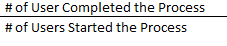 # of User Completed the Process
# of Users Started the Process